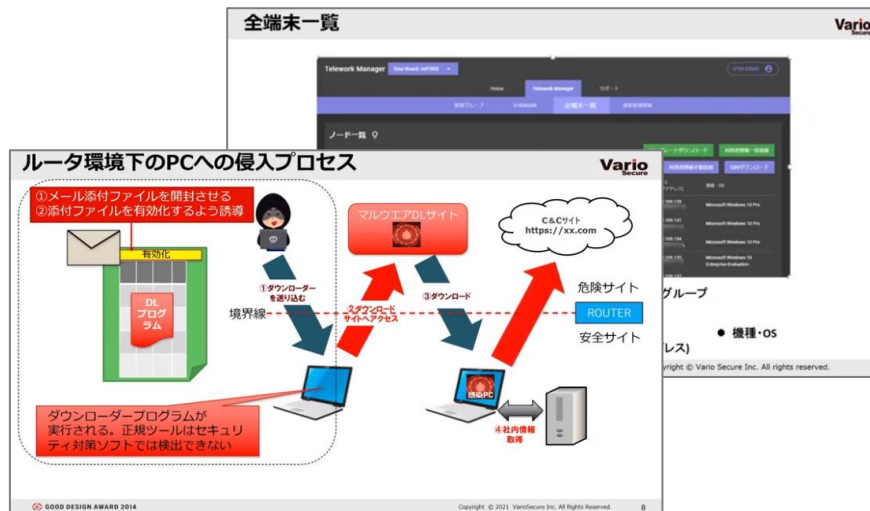 全端末一覧
Vario
Secure
Telework Manager
Home
Telework Manager
サポート
全端末一覧
ノード一覧
機種・OS
Microsoft Windows 10 Pro
Microsoft Windows 10 Pro
Microsoft Windows 10 Pro
Microsoft Windows 10
Enterprise Evaluation
グループ
● 機種・OS
ドレス)
yright © Vario Secure Inc. All rights reserved.
ルータ環境下のPCへの侵入プロセス
Vario
Secure
①メール添付ファイルを開封させる
②添付ファイルを有効化するよう誘導
有効化
DL
プログ
ラム
マルウエアDLサイト
C&Cサイト
https://xx.com
①ダウンローダー
を送り込む
②ダウンロード
サイトへアクセス
③ダウンロード
境界線
危険サイト
ROUTER
安全サイト
感染PC
④社内情報
取得
ダウンローダープログラムが
実行される。正規ツールはセキュリ
ティ対策ソフトでは検出できない
GOOD DESIGN AWARD 2014
Copyright © 2021 VarioSecure Inc. All Rights Reserved.
8